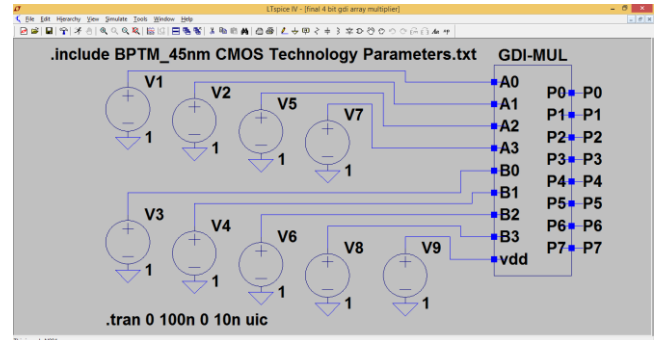 LTspice IV - [final 4 bit gdi array multiplier]
File Edit Hierarchy View Simulate Tools Window Help
.include BPTM_45nm CMOS Technology Parameters.txt
GDI-MUL
V1
V2
V5
V7
1
1
1
1
A0
A1
A2
A3
B0
B1
B2
B3
vdd
P0 P0
P1 P1
P2 P2
P3 P3
P4 P4
P5 P5
P6 P6
P7 P7
V3
V4
V6
V8
V9
1
1
1
1
1
.tran 0 100n 0 10n uic